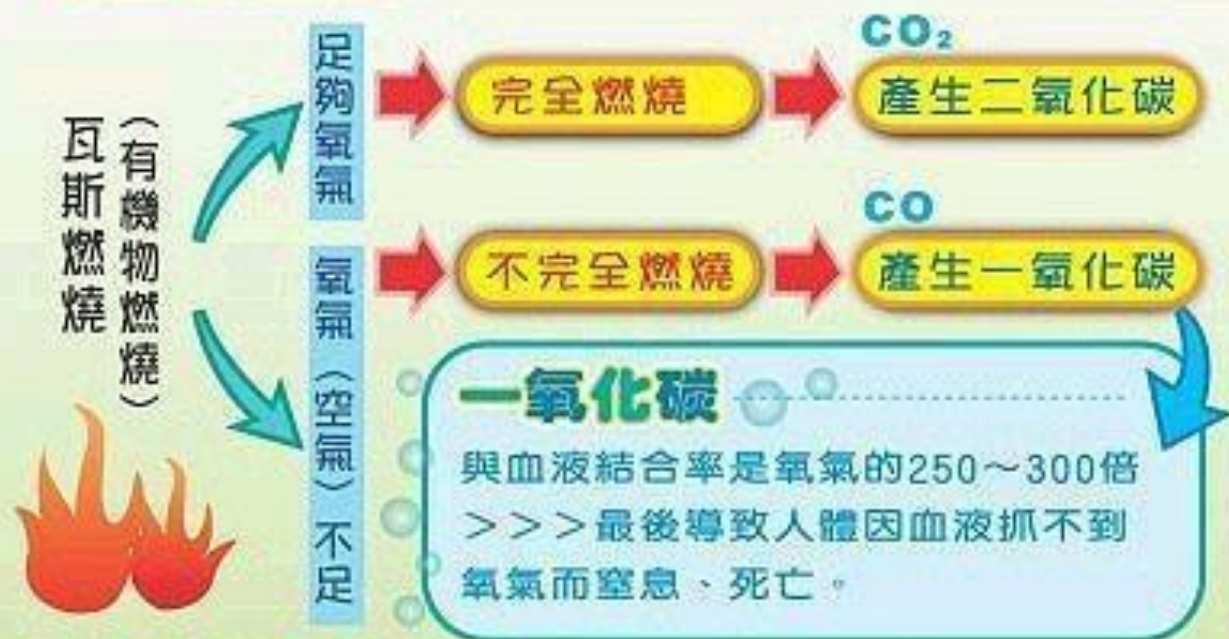 瓦斯燃燒
(有機物燃燒)
足夠氧氣
完全燃燒
CO₂
產生二氧化碳
氧氣(空氣)不足
不完全燃燒
CO
產生一氧化碳
一氧化碳
與血液結合率是氧氣的250～300倍
＞＞＞最後導致人體因血液抓不到
氧氣而窒息、死亡。